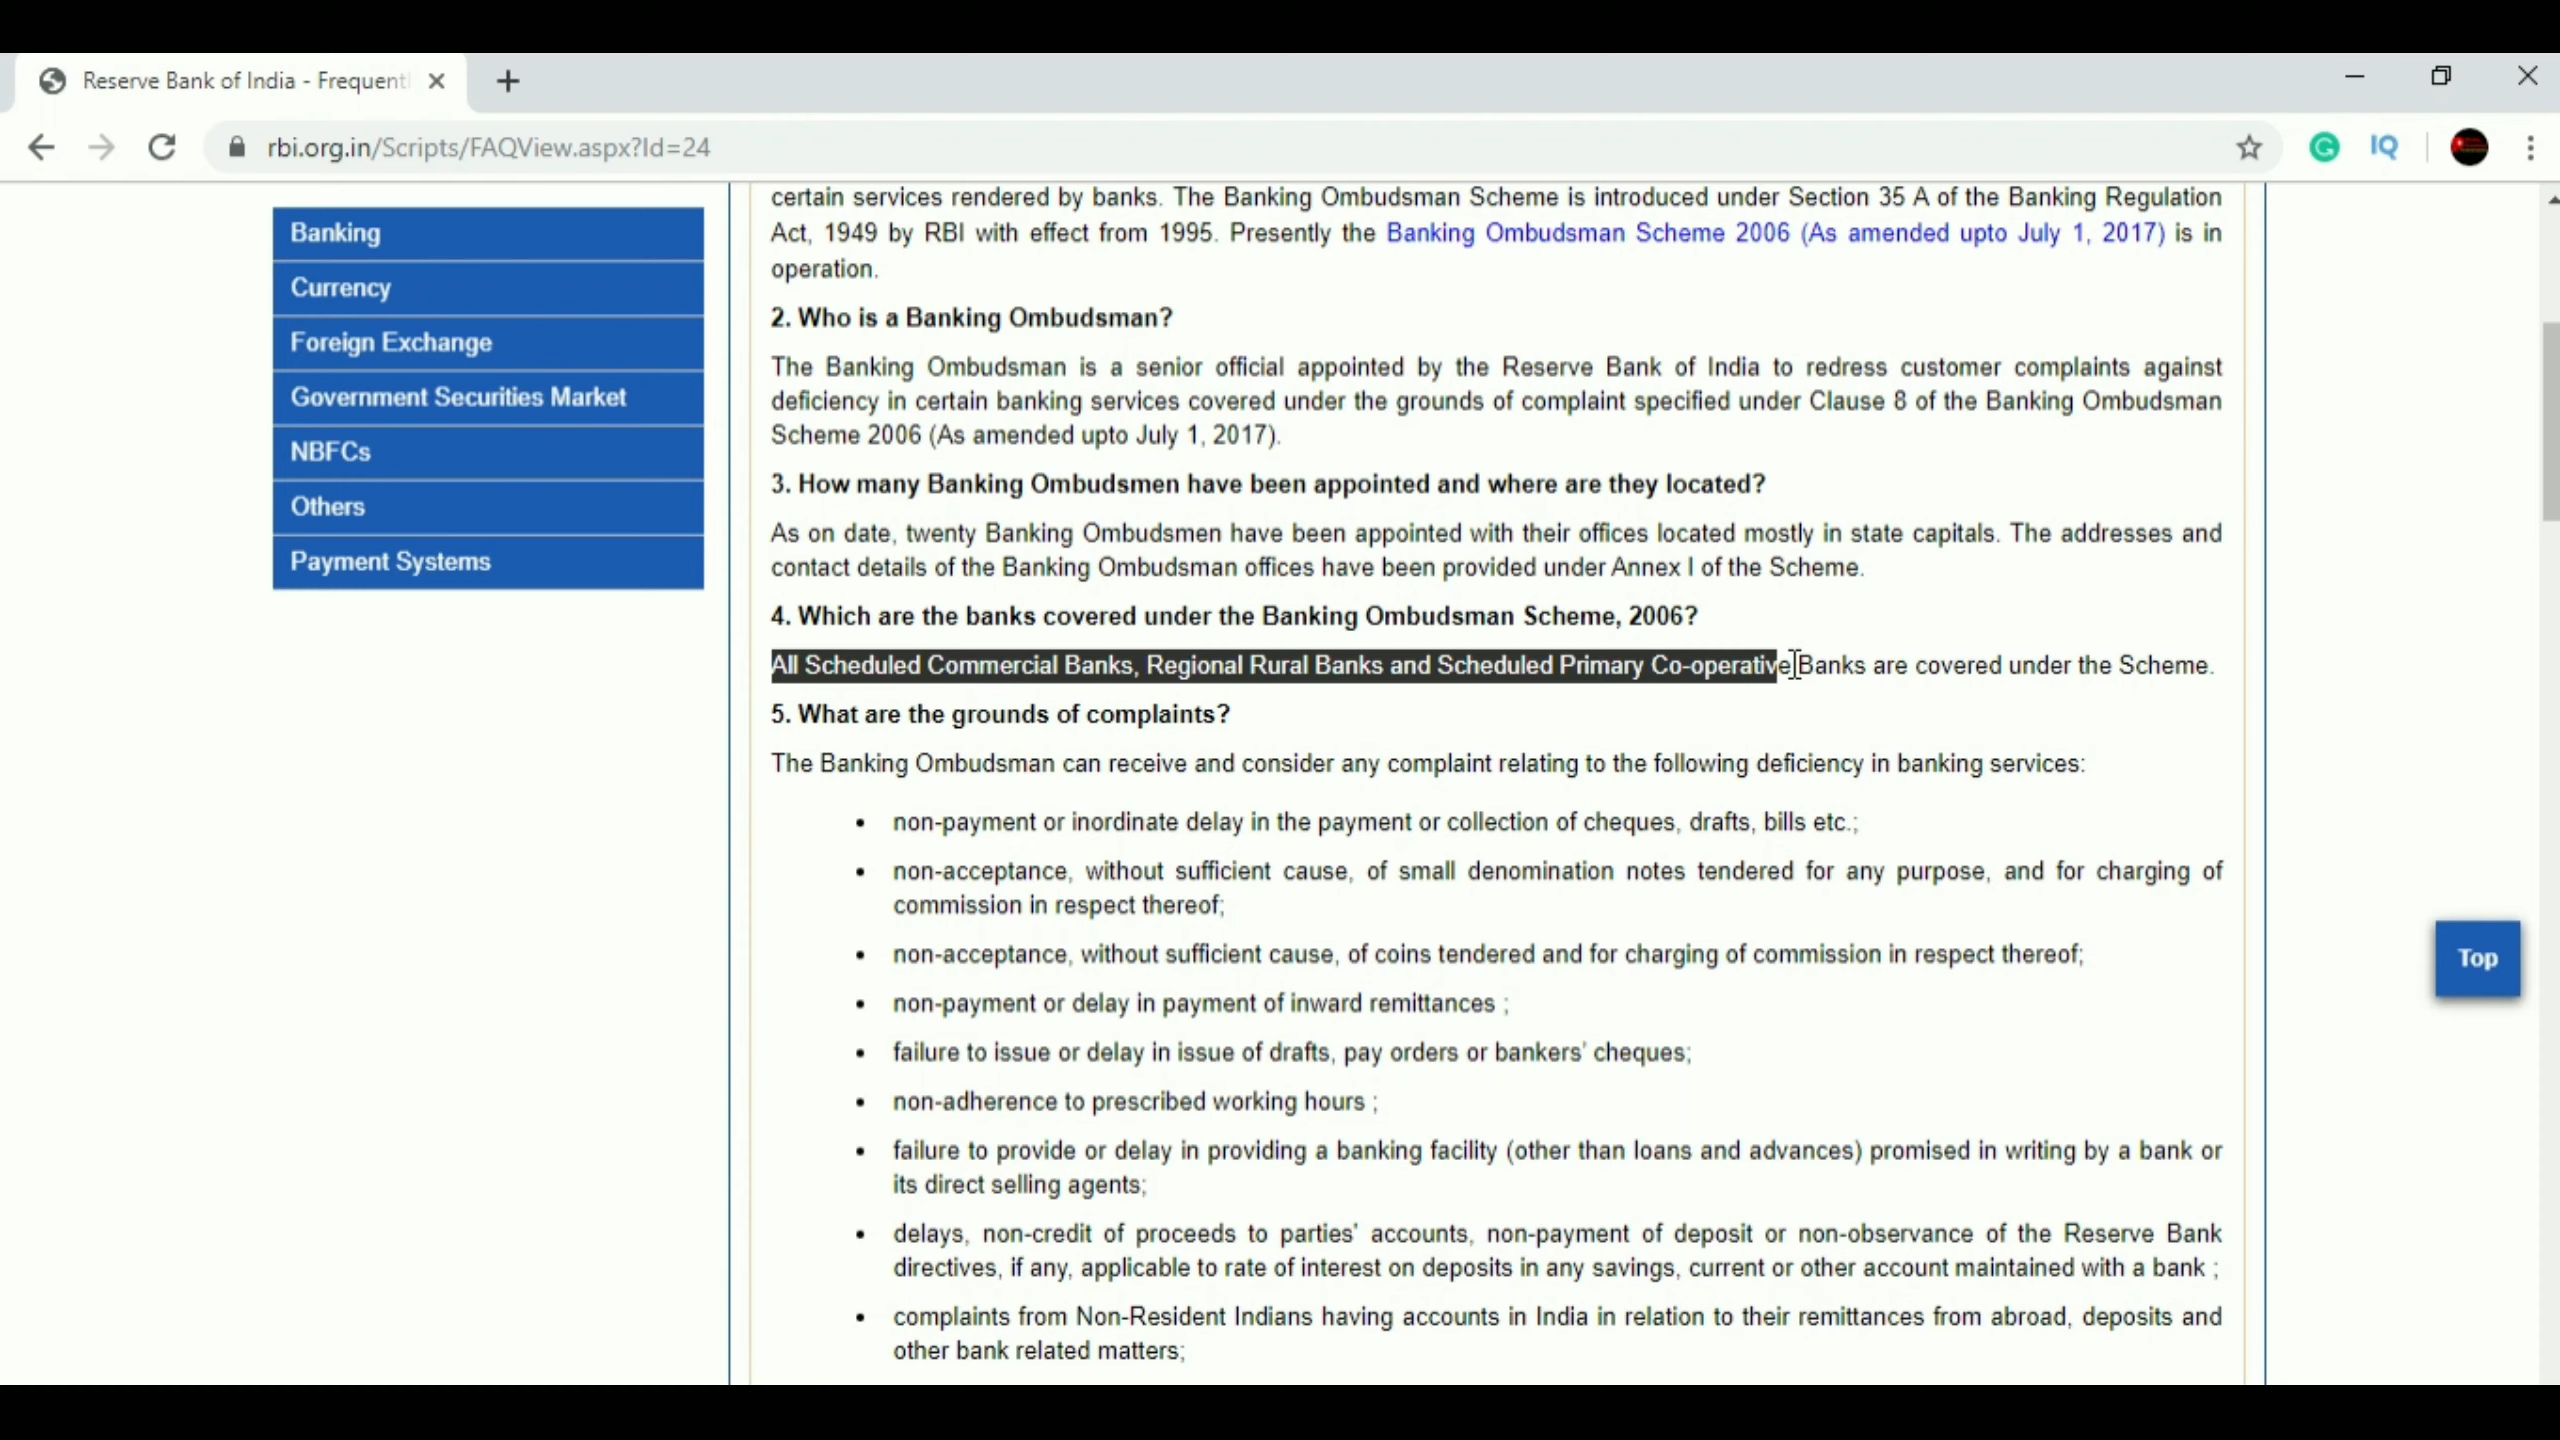 Reserve Bank of India - Frequentl
rbi.org.in/Scripts/FAQView.aspx?Id=24
IQ
Banking
Currency
Foreign Exchange
Government Securities Market
NBFCs
Others
Payment Systems
certain services rendered by banks. The Banking Ombudsman Scheme is introduced under Section 35 A of the Banking Regulation
Act, 1949 by RBI with effect from 1995. Presently the Banking Ombudsman Scheme 2006 (As amended upto July 1, 2017) is in
operation.
2. Who is a Banking Ombudsman?
The Banking Ombudsman is a senior official appointed by the Reserve Bank of India to redress customer complaints against
deficiency in certain banking services covered under the grounds of complaint specified under Clause 8 of the Banking Ombudsman
Scheme 2006 (As amended upto July 1, 2017).
3. How many Banking Ombudsmen have been appointed and where are they located?
As on date, twenty Banking Ombudsmen have been appointed with their offices located mostly in state capitals. The addresses and
contact details of the Banking Ombudsman offices have been provided under Annex I of the Scheme.
4. Which are the banks covered under the Banking Ombudsman Scheme, 2006?
All Scheduled Commercial Banks, Regional Rural Banks and Scheduled Primary Co-operative Banks are covered under the Scheme.
5. What are the grounds of complaints?
The Banking Ombudsman can receive and consider any complaint relating to the following deficiency in banking services:
• non-payment or inordinate delay in the payment or collection of cheques, drafts, bills etc.;
• non-acceptance, without sufficient cause, of small denomination notes tendered for any purpose, and for charging of
commission in respect thereof;
• non-acceptance, without sufficient cause, of coins tendered and for charging of commission in respect thereof;
• non-payment or delay in payment of inward remittances ;
• failure to issue or delay in issue of drafts, pay orders or bankers' cheques;
• non-adherence to prescribed working hours ;
• failure to provide or delay in providing a banking facility (other than loans and advances) promised in writing by a bank or
its direct selling agents;
• delays, non-credit of proceeds to parties' accounts, non-payment of deposit or non-observance of the Reserve Bank
directives, if any, applicable to rate of interest on deposits in any savings, current or other account maintained with a bank ;
• complaints from Non-Resident Indians having accounts in India in relation to their remittances from abroad, deposits and
other bank related matters;
Top